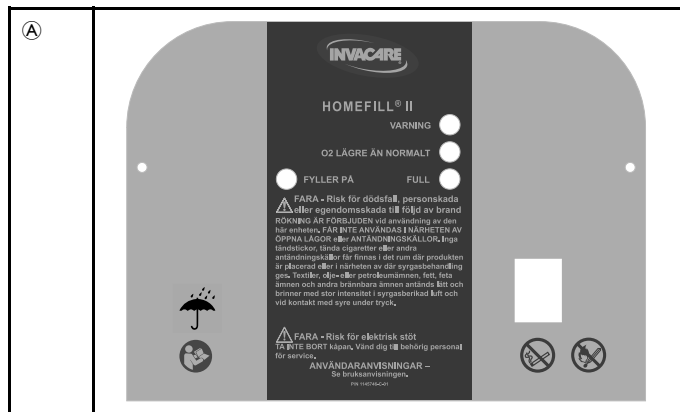 Ⓐ
INVACARE®
HOMEFILL® II
VARNING
O2 LÄGRE ÄN NORMALT
FYLLER PÅ FULL
FARA - Risk för dödsfall, personskada
eller egendomsskada till följd av brand
RÖKNING ÄR FÖRBJUDEN vid användning av den
här enheten. FÅR INTE ANVÄNDAS I NÄRHETEN AV
ÖPPNA LÅGOR eller ANTÄNDNINGSKÄLLOR. Inga
tändstickor, tända cigaretter eller andra
antändningskällor får finnas i det rum där produkten
är placerad eller i närheten av där syrgasbehandling
ges. Textilier, olje- eller petroleumämnen, fett, feta
ämnen och andra brännbara ämnen antänds lätt och
brinner med stor intensitet i syrgasberikad luft och
vid kontakt med syre under tryck.
FARA - Risk för elektrisk stöt
TA INTE BORT kåpan. Vänd dig till behörig personal
för service.
ANVÄNDARANVISNINGAR –
Se bruksanvisningen.
P/N 1145746-C-01